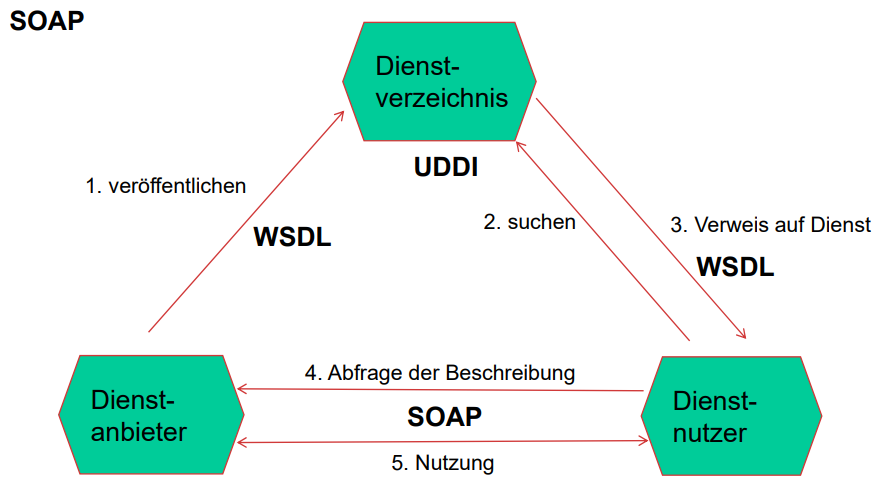 SOAP
Dienst-
verzeichnis
UDDI
1. veröffentlichen
WSDL
2. suchen
3. Verweis auf Dienst
WSDL
4. Abfrage der Beschreibung
SOAP
5. Nutzung
Dienst-
anbieter
Dienst-
nutzer